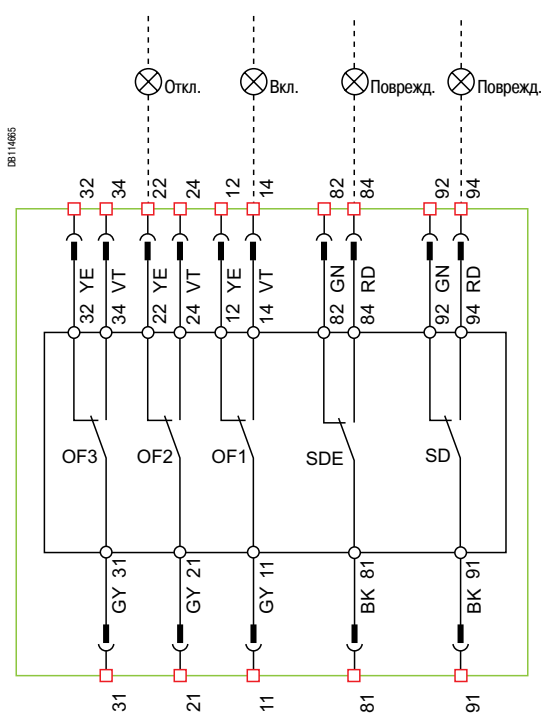 Откл.
Вкл.
Поврежд.
Поврежд.
DB114665
32
34
22
24
12
14
82
84
92
94
YE
VT
YE
VT
YE
VT
GN
RD
GN
RD
32
34
22
24
12
14
82
84
92
94
OF3
OF2
OF1
SDE
SD
GY 31
GY 21
GY 11
BK 81
BK 91
31
21
11
81
91